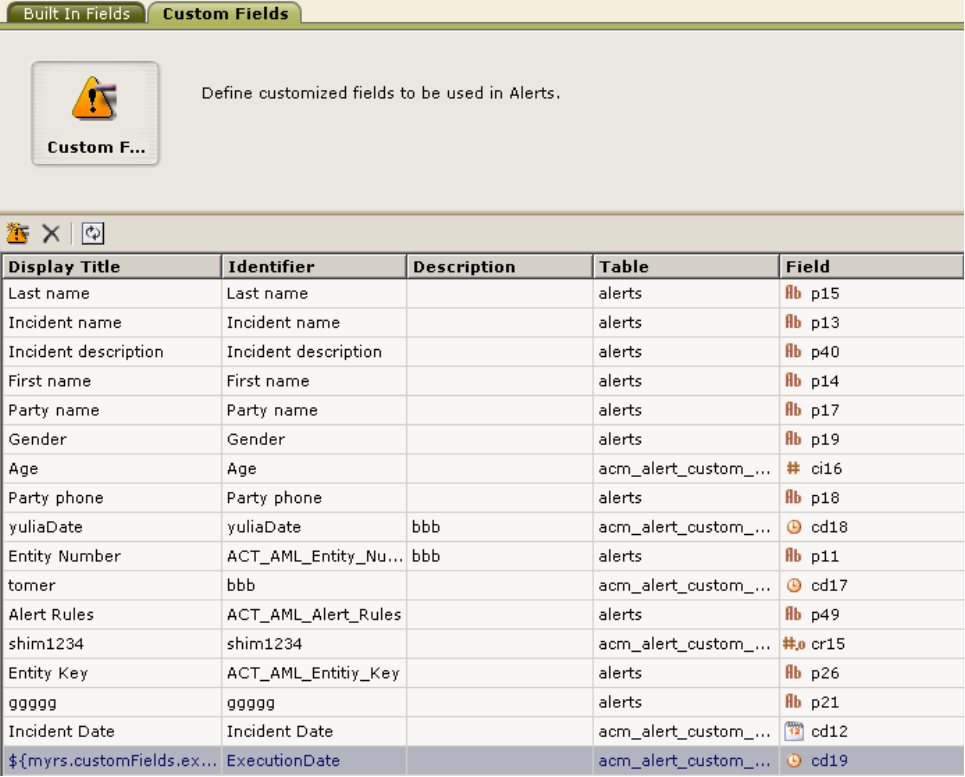 Built In Fields Custom Fields
Define customized fields to be used in Alerts.
Custom F...
Display Title Identifier Description Table Field
Last name Last name alerts Ab p15
Incident name Incident name alerts Ab p13
Incident description Incident description alerts Ab p40
First name First name alerts Ab p14
Party name Party name alerts Ab p17
Gender Gender alerts Ab p19
Age Age acm_alert_custom_... # ci16
Party phone Party phone alerts Ab p18
yuliaDate yuliaDate bbb acm_alert_custom_... cd18
Entity Number ACT_AML_Entity_Nu... bbb alerts Ab p11
tomer bbb acm_alert_custom_... cd17
Alert Rules ACT_AML_Alert_Rules alerts Ab p49
shim1234 shim1234 acm_alert_custom_... #.0 cr15
Entity Key ACT_AML_Entitiy_Key alerts Ab p26
ggggg ggggg alerts Ab p21
Incident Date Incident Date acm_alert_custom_... 12 cd12
${myrs.customFields.ex... ExecutionDate acm_alert_custom_... cd19